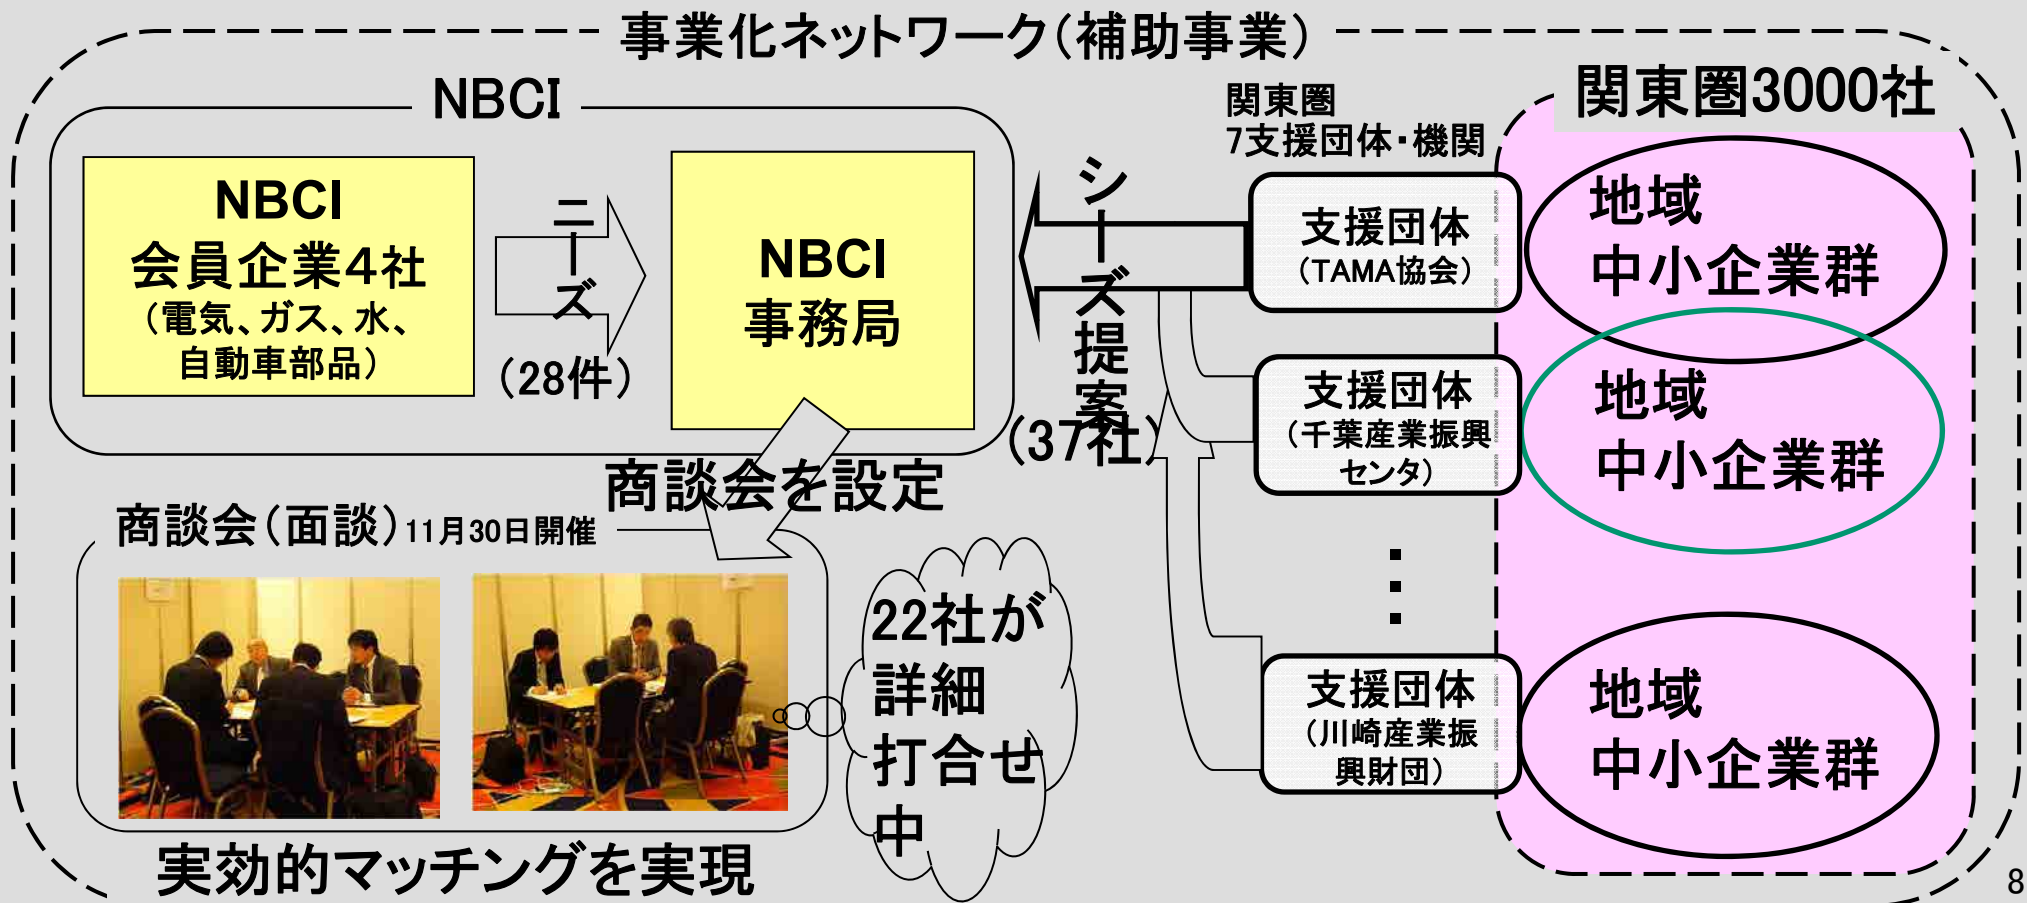 事業化ネットワーク(補助事業)
NBCI
NBCI
会員企業4社
(電気、ガス、水、
自動車部品)
ニーズ
(28件)
NBCI
事務局
シーズ提案
(37社)
関東圏
7支援団体・機関
支援団体
(TAMA協会)
支援団体
(千葉産業振興
センタ)
支援団体
(川崎産業振
興財団)
関東圏3000社
地域
中小企業群
地域
中小企業群
地域
中小企業群
商談会を設定
商談会(面談)11月30日開催
22社が
詳細
打合せ
中
実効的マッチングを実現
8